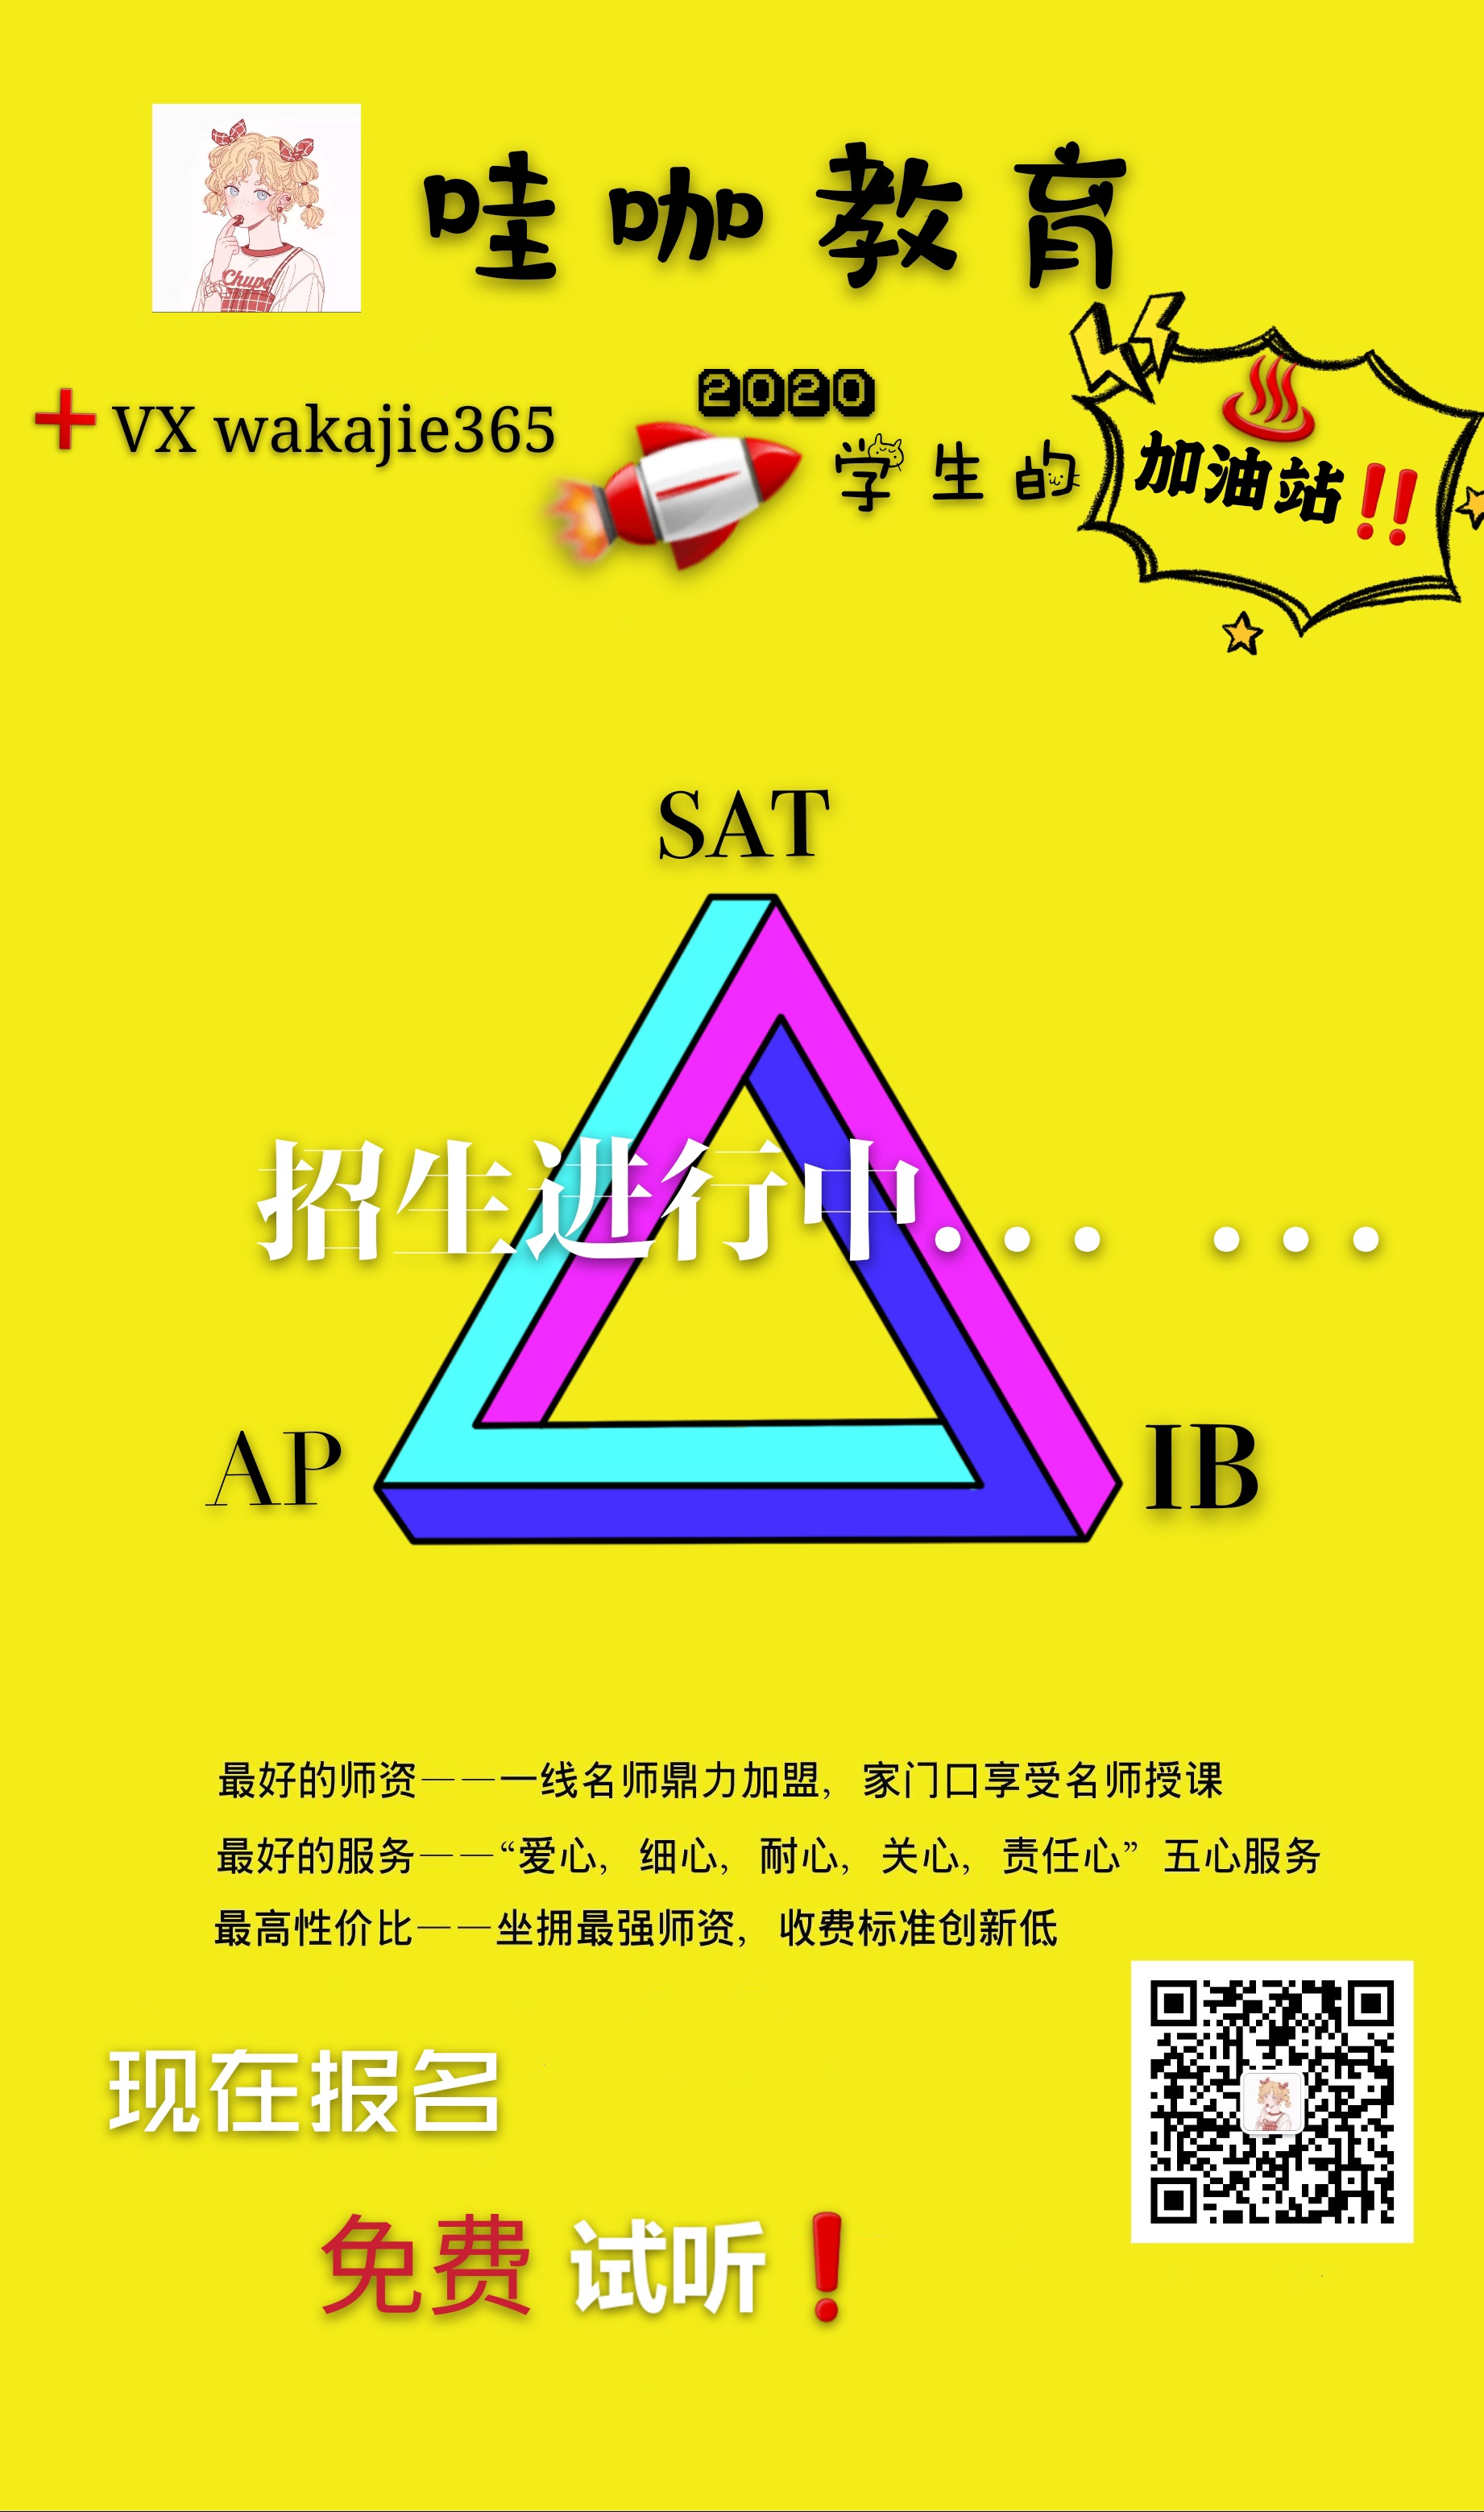 哇咖教育
Chupa
➕VX wakajie365
2020
学生的
加油站‼️
SAT
招生进行中... ...
AP
IB
最好的师资——一线名师鼎力加盟，家门口享受名师授课
最好的服务——“爱心，细心，耐心，关心，责任心”五心服务
最高性价比——坐拥最强师资，收费标准创新低
现在报名
免费 试听❗